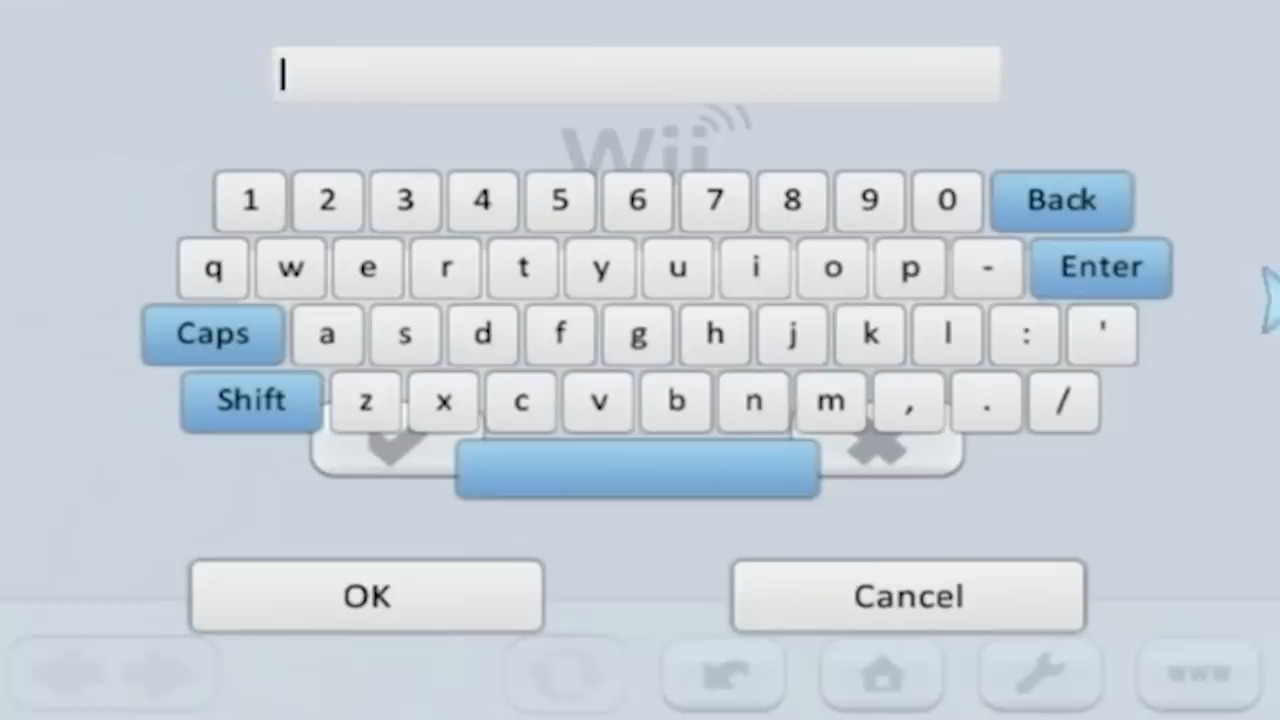 Wii
1 2 3 4 5 6 7 8 9 0 Back
q w e r t y u i o p - Enter
Caps a s d f g h j k l : '
Shift z x c v b n m , . /
OK Cancel
www